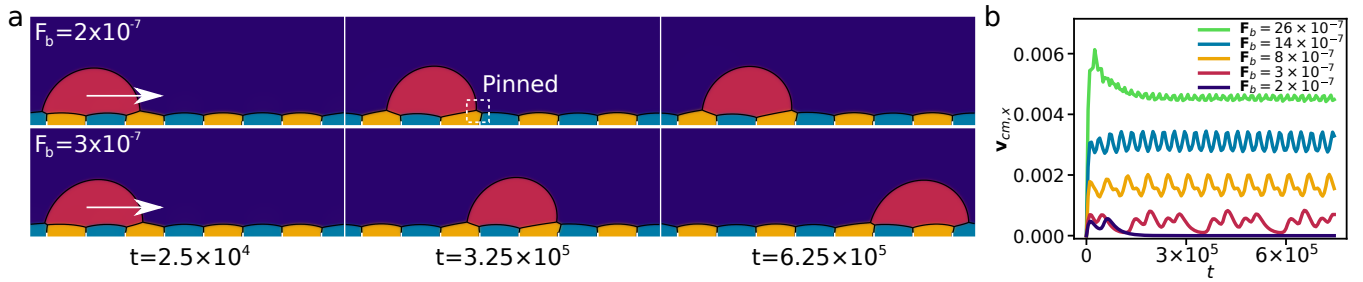 a
F_b=2x10^-7
Pinned
F_b=3x10^-7
t=2.5×10^4
t=3.25×10^5
t=6.25×10^5
b
F_b = 26 × 10^-7
F_b = 14 × 10^-7
F_b = 8 × 10^-7
F_b = 3 × 10^-7
F_b = 2 × 10^-7
v_cm,x
0.006
0.004
0.002
0.000
0
3×10^5
6×10^5
t